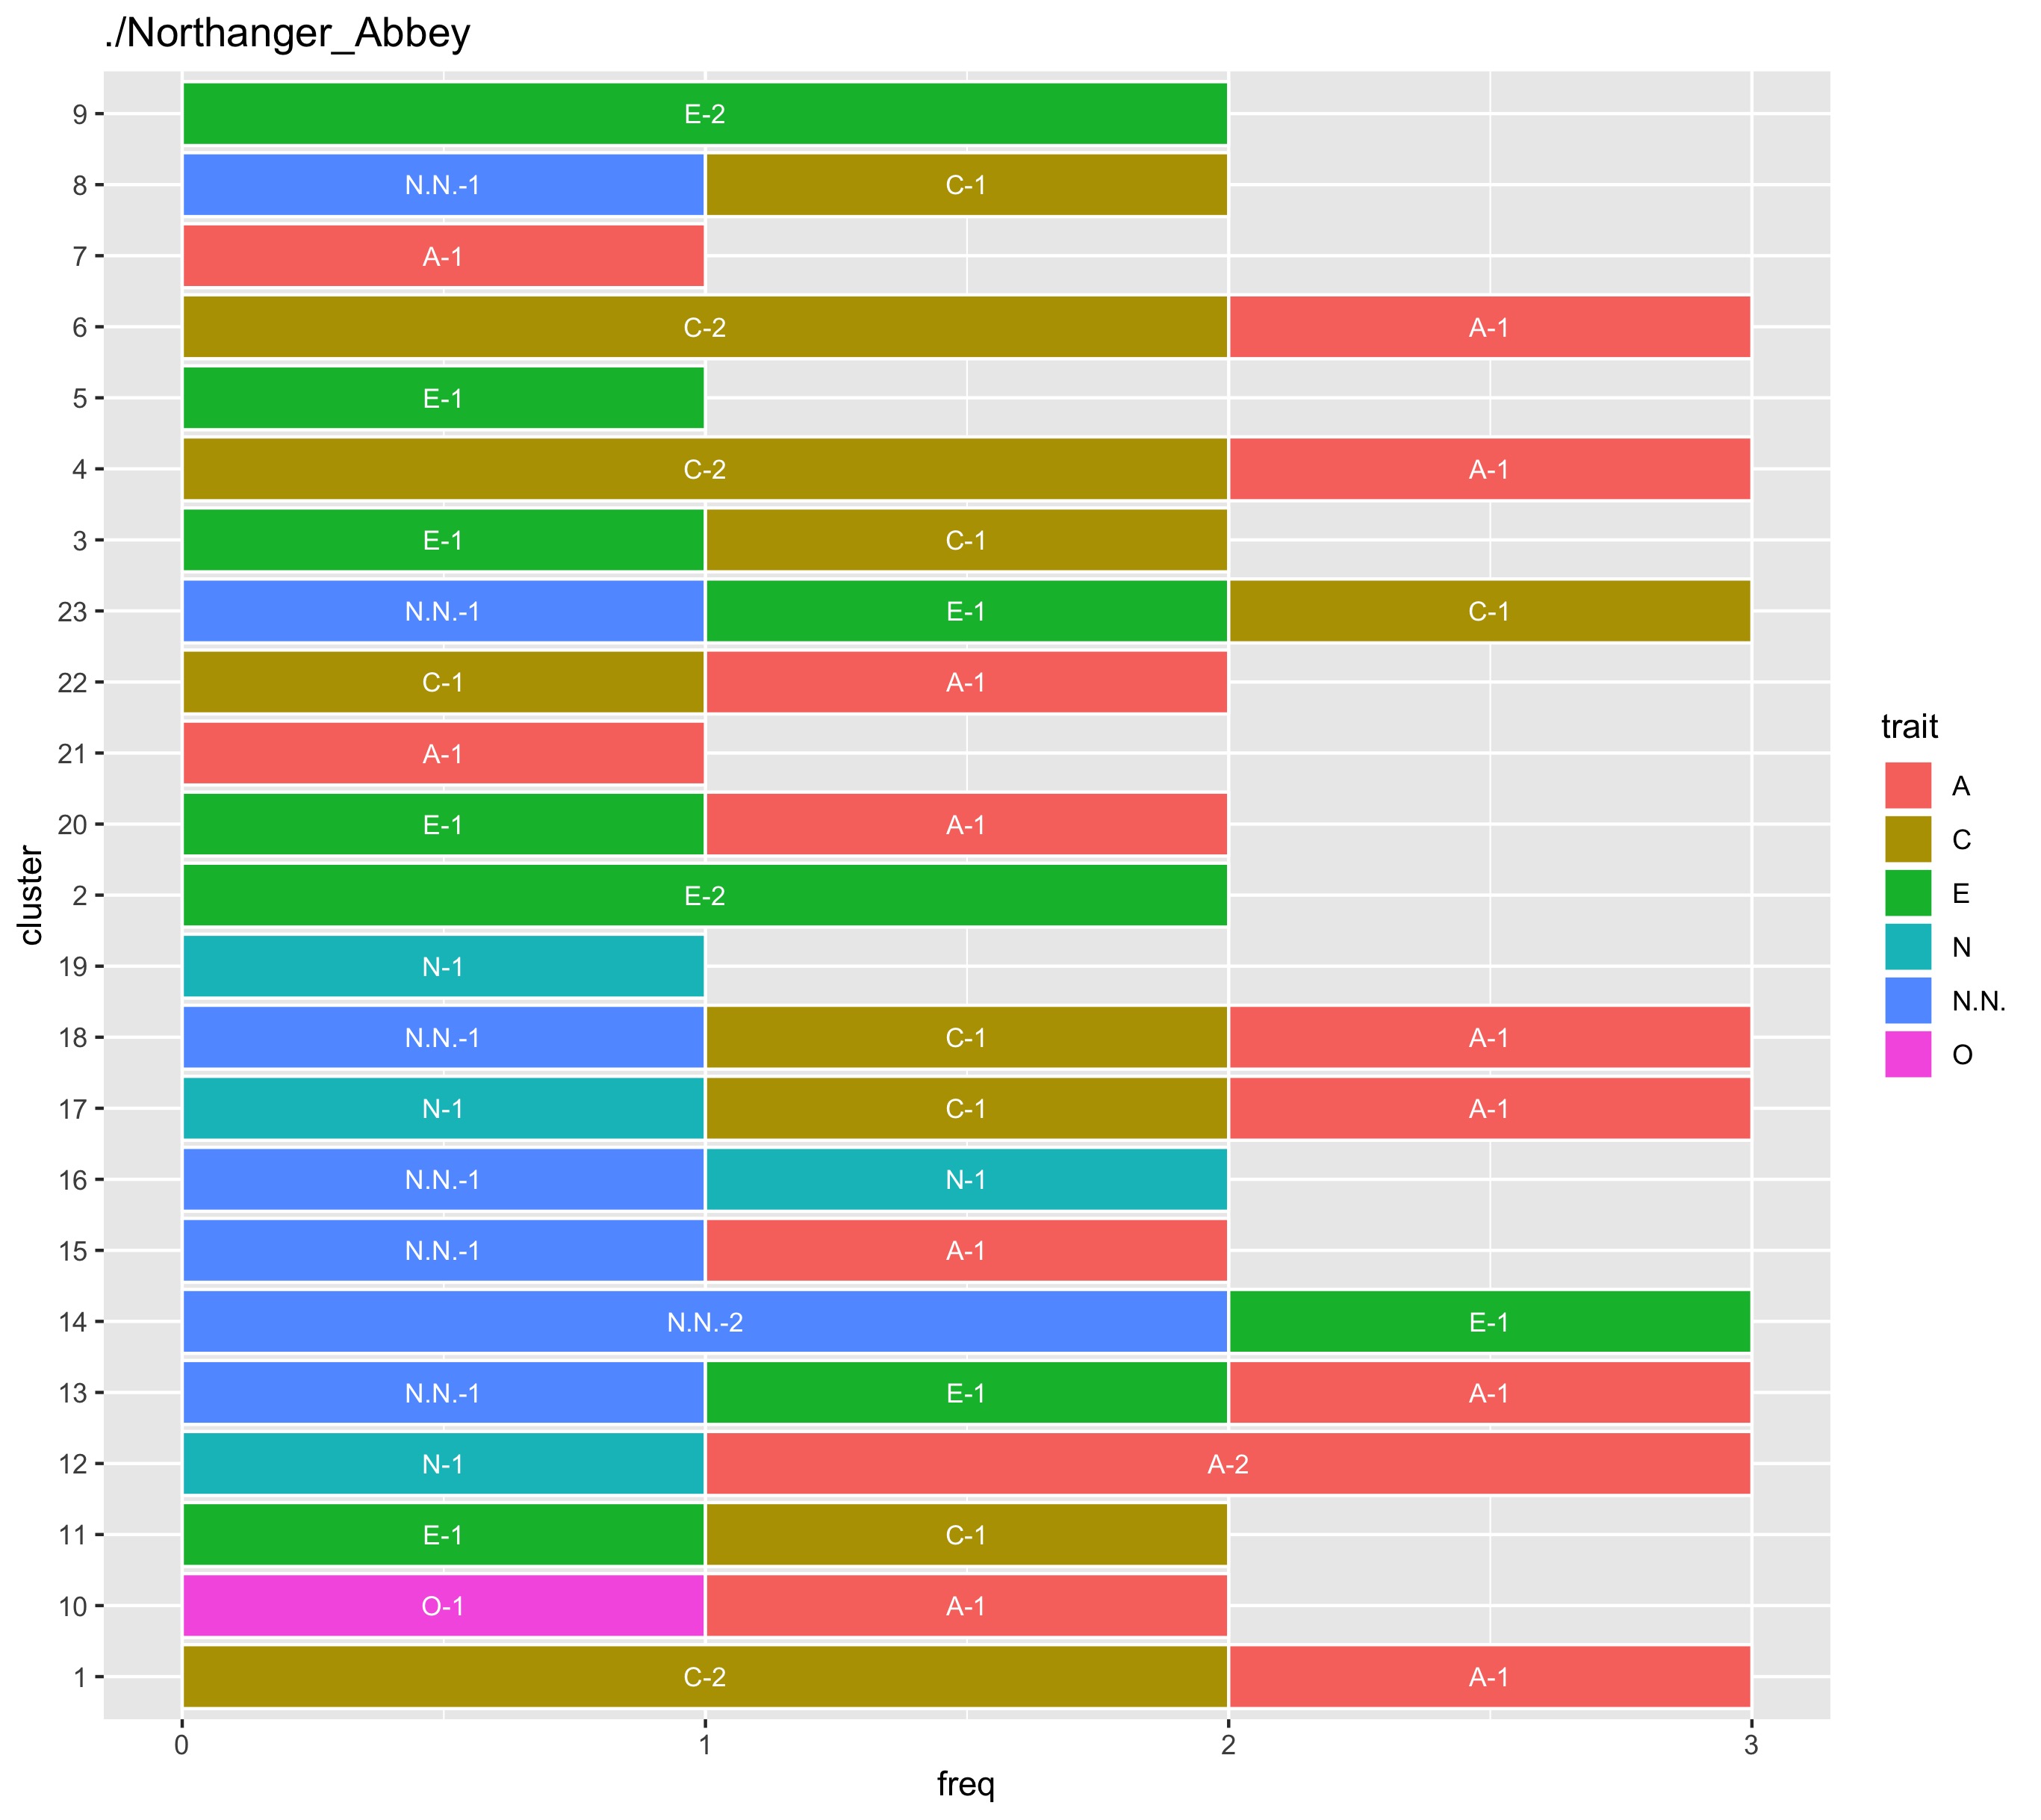 ./Northanger_Abbey
9 E-2
8 N.N.-1 C-1
7 A-1
6 C-2 A-1
5 E-1
4 C-2 A-1
3 E-1 C-1
23 N.N.-1 E-1 C-1
22 C-1 A-1
21 A-1
20 E-1 A-1
2 E-2
19 N-1
18 N.N.-1 C-1 A-1
17 N-1 C-1 A-1
16 N.N.-1 N-1
15 N.N.-1 A-1
14 N.N.-2 E-1
13 N.N.-1 E-1 A-1
12 N-1 A-2
11 E-1 C-1
10 O-1 A-1
1 C-2 A-1
0 1 2 3
freq
cluster
trait
A
C
E
N
N.N.
O